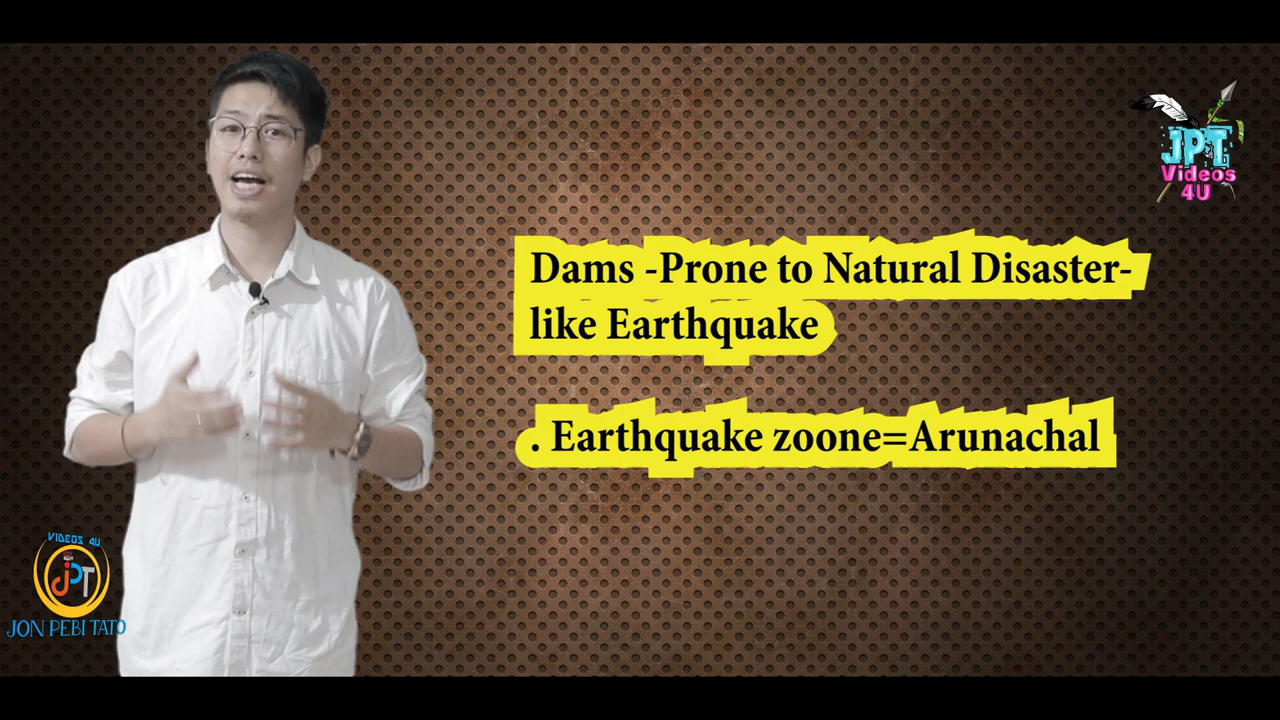 JPT
Videos
4U
Dams -Prone to Natural Disaster-
like Earthquake
. Earthquake zoone=Arunachal
VIDEOS 4U
JPT
JON PEBI TATO